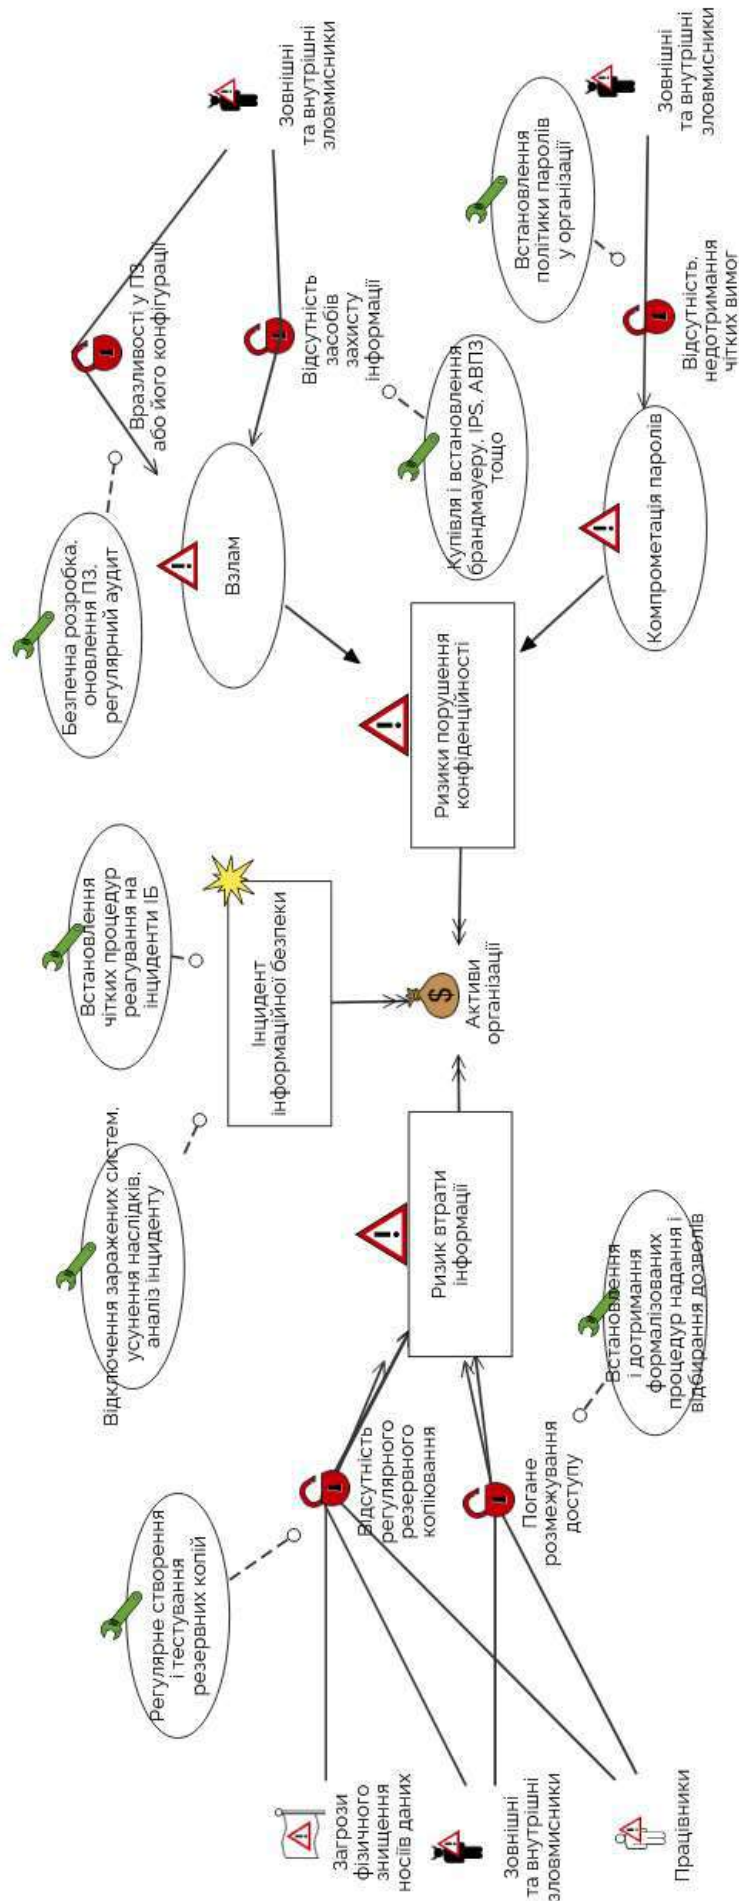 Безпечна розробка,
оновлення ПЗ,
регулярний аудит
Вразливості у ПЗ
або його конфігурації
Зовнішні
та внутрішні
зловмисники
Встановлення
чітких процедур
реагування на
інциденти ІБ
Відключення заражених систем,
усунення наслідків,
аналіз інциденту
Регулярне створення
і тестування
резервних копій
Взлам
Відсутність
засобів
захисту
інформації
Інцидент
інформаційної безпеки
Купівля і встановлення
брандмауеру, IPS, АВПЗ
тощо
Встановлення
політики паролів
у організації
Загрози
фізичного
знищення
носіїв даних
Відсутність
регулярного
резервного
копіювання
Ризик втрати
інформації
Активи
організації
Ризики порушення
конфіденційності
Зовнішні
та внутрішні
зловмисники
Погане
розмежування
доступу
Встановлення
і дотримання
формалізованих
процедур надання і
відбирання дозволів
Компрометація паролів
Відсутність,
недотримання
чітких вимог
Зовнішні
та внутрішні
зловмисники
Працівники
$